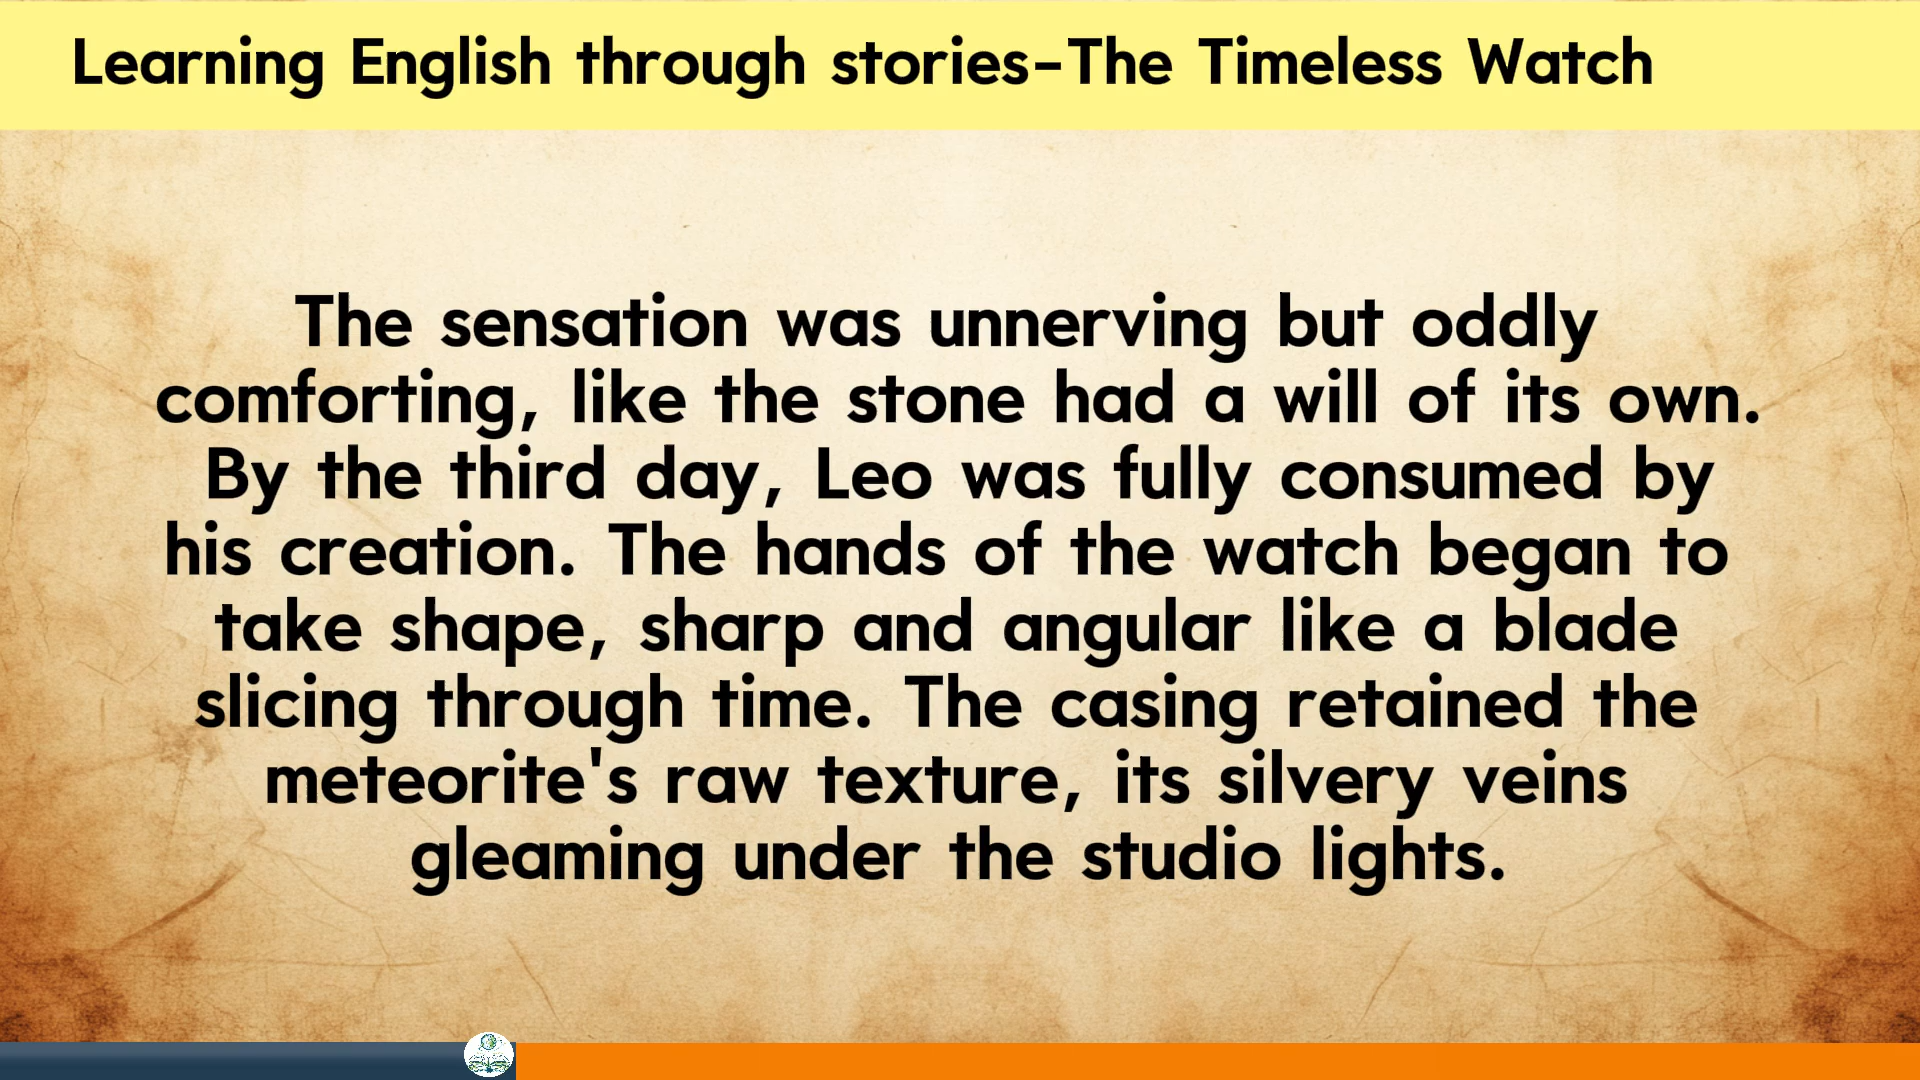 Learning English through stories-The Timeless Watch
The sensation was unnerving but oddly
comforting, like the stone had a will of its own.
By the third day, Leo was fully consumed by
his creation. The hands of the watch began to
take shape, sharp and angular like a blade
slicing through time. The casing retained the
meteorite's raw texture, its silvery veins
gleaming under the studio lights.